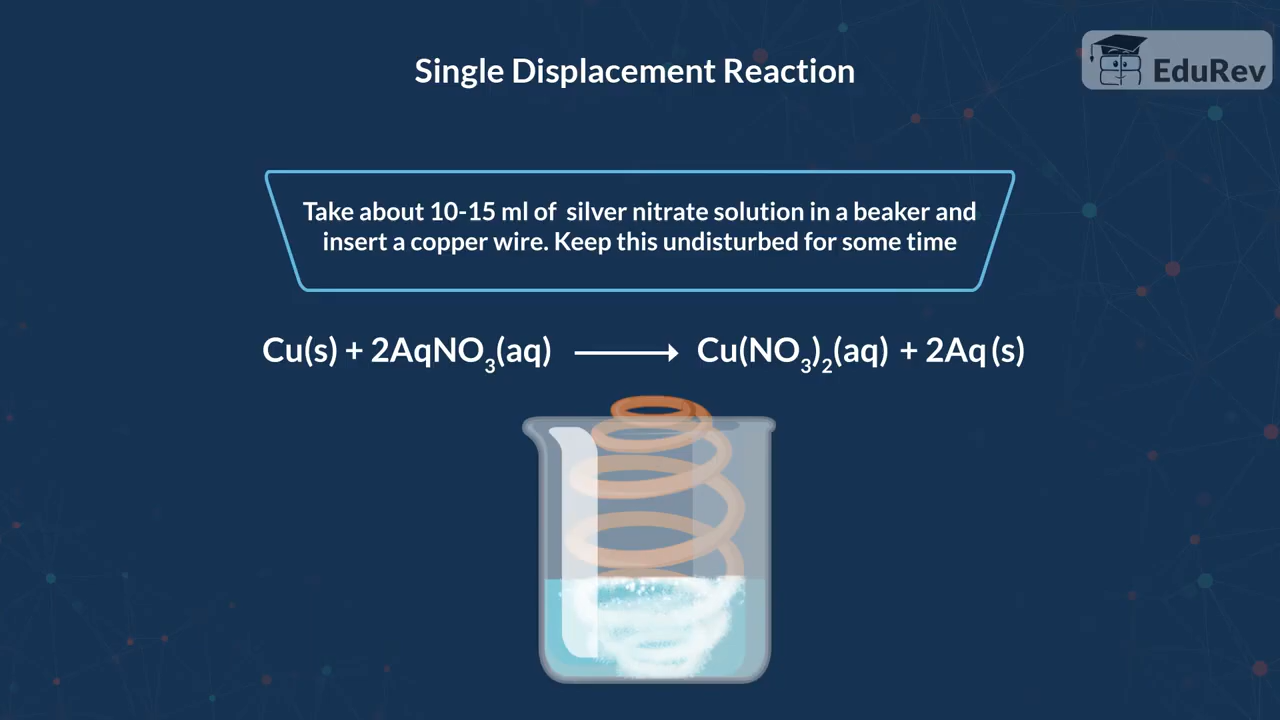 Single Displacement Reaction
EduRev
Take about 10-15 ml of silver nitrate solution in a beaker and
insert a copper wire. Keep this undisturbed for some time
Cu(s) + 2AqNO₃(aq) ⟶ Cu(NO₃)₂(aq) + 2Aq (s)